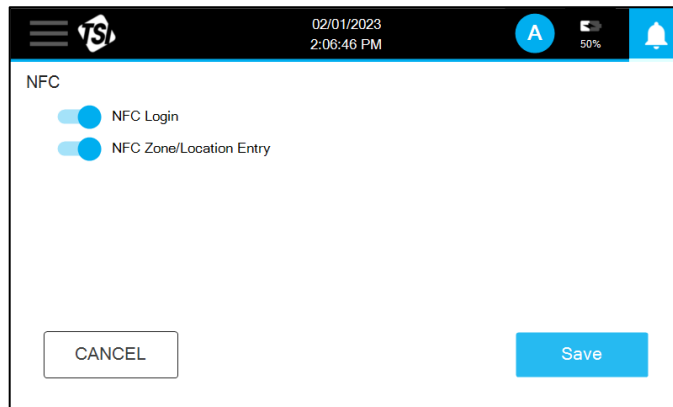 TSI
02/01/2023
2:06:46 PM
A
50%
NFC
NFC Login
NFC Zone/Location Entry
CANCEL
Save